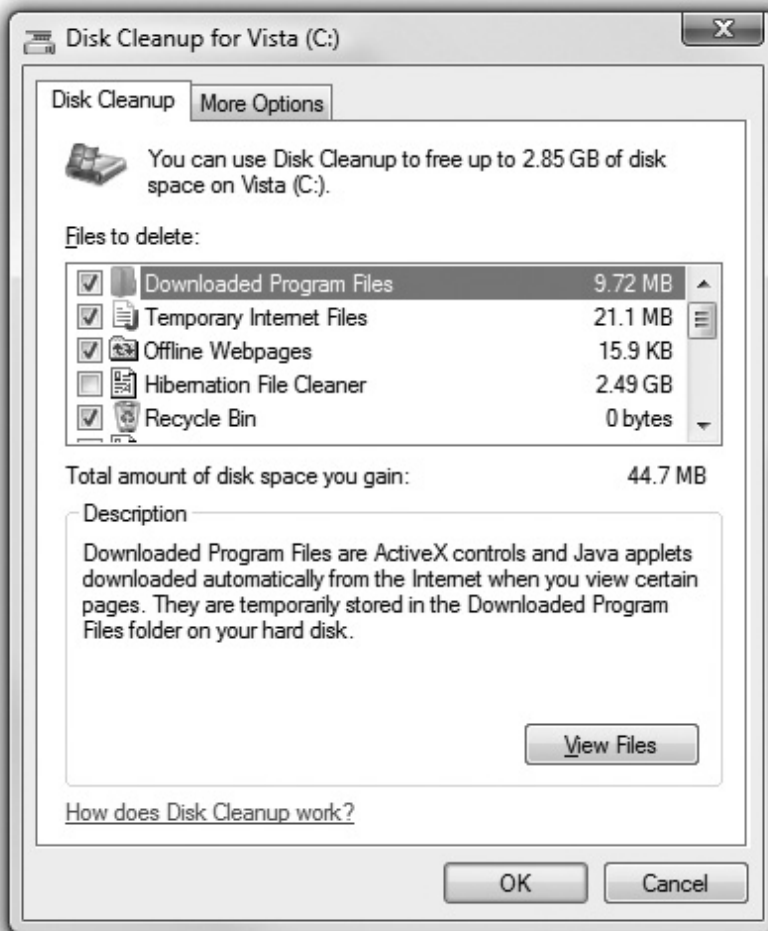 Disk Cleanup for Vista (C:)
Disk Cleanup
More Options
You can use Disk Cleanup to free up to 2.85 GB of disk
space on Vista (C:).
Files to delete:
Downloaded Program Files 9.72 MB
Temporary Internet Files 21.1 MB
Offline Webpages 15.9 KB
Hibernation File Cleaner 2.49 GB
Recycle Bin 0 bytes
Total amount of disk space you gain: 44.7 MB
Description
Downloaded Program Files are ActiveX controls and Java applets
downloaded automatically from the Internet when you view certain
pages. They are temporarily stored in the Downloaded Program
Files folder on your hard disk.
View Files
How does Disk Cleanup work?
OK
Cancel